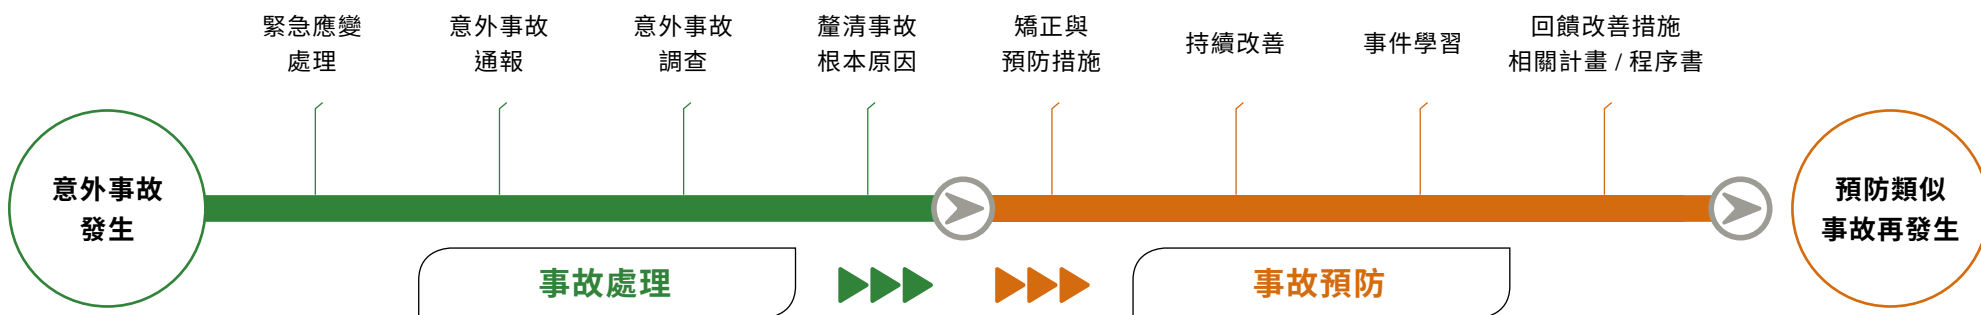 緊急應變
處理
意外事故
通報
意外事故
調查
釐清事故
根本原因
矯正與
預防措施
持續改善
事件學習
回饋改善措施
相關計畫 / 程序書
意外事故
發生
預防類似
事故再發生
事故處理
事故預防